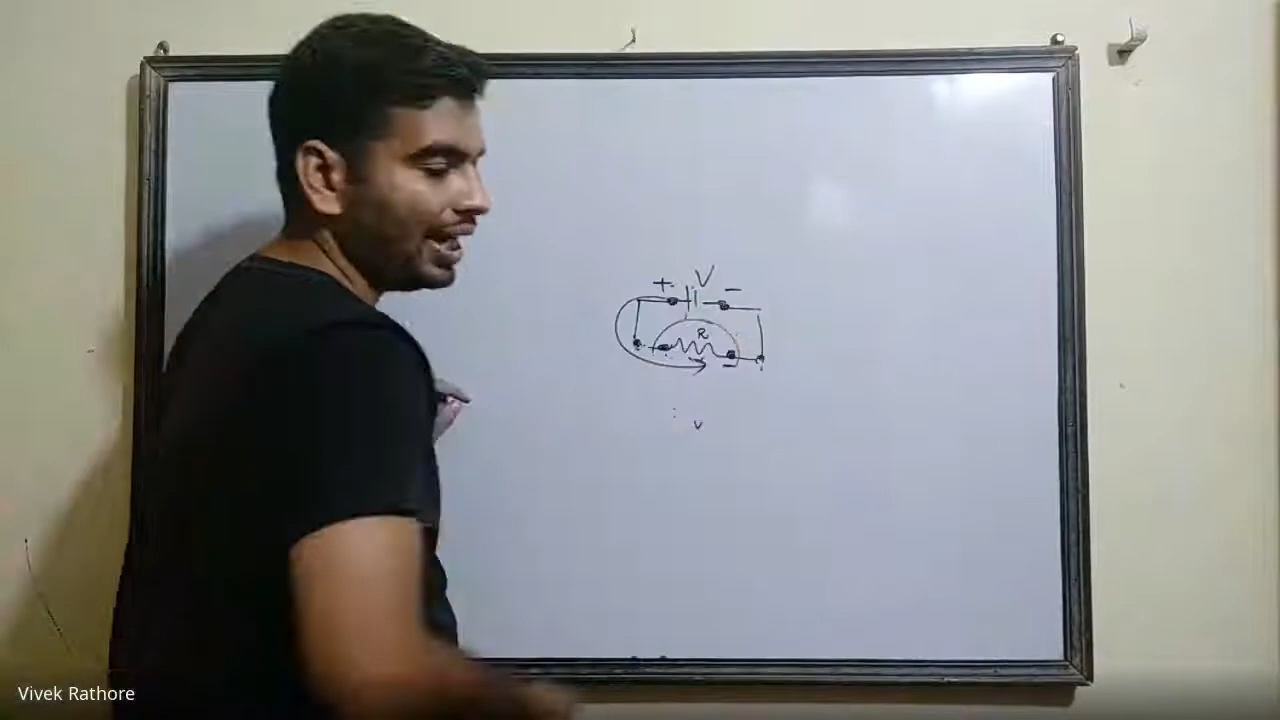 V
+ −
R
−
v
Vivek Rathore